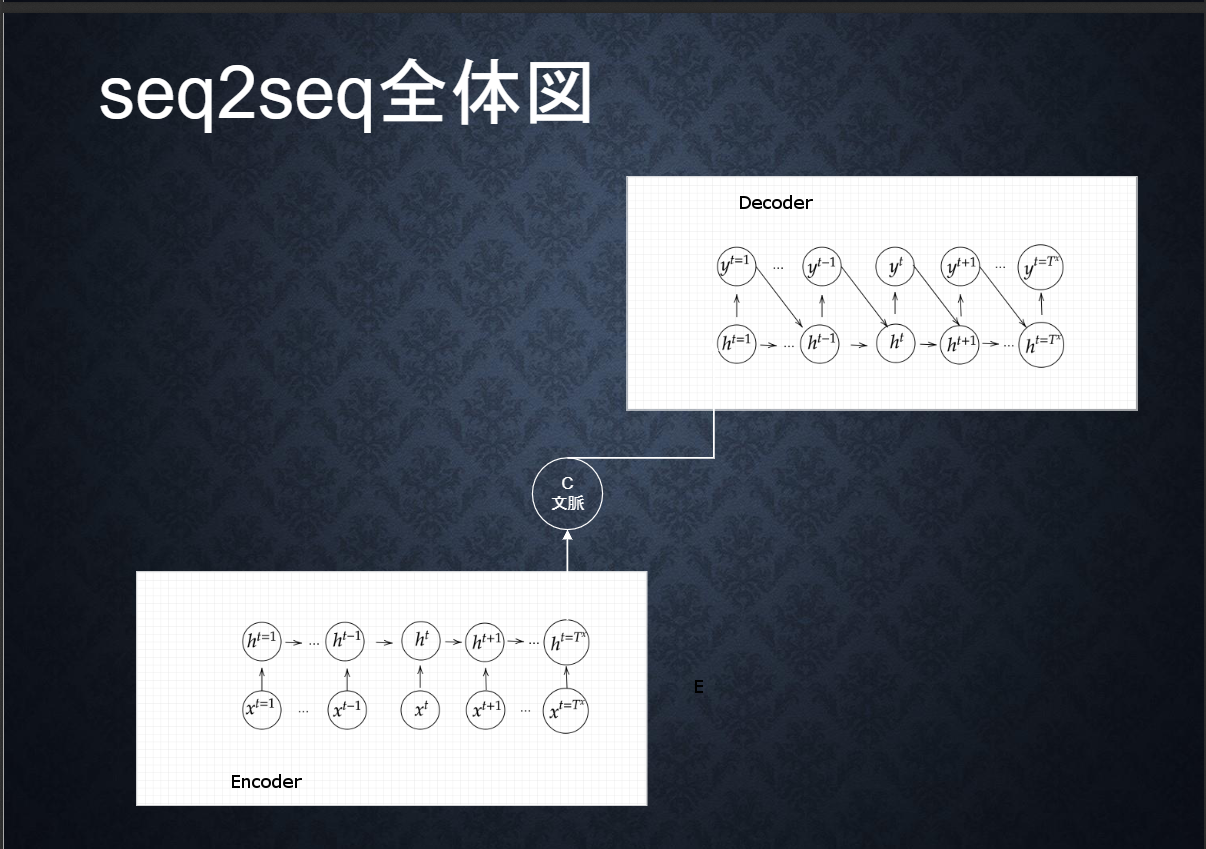 seq2seq全体図
Decoder
y^{t=1} ... y^{t-1} y^{t} y^{t+1} ... y^{t=T^x}
h^{t=1} ... h^{t-1} h^{t} h^{t+1} ... h^{t=T^x}
C
文脈
h^{t=1} ... h^{t-1} h^{t} h^{t+1} ... h^{t=T^x}
E
x^{t=1} ... x^{t-1} x^{t} x^{t+1} ... x^{t=T^x}
Encoder